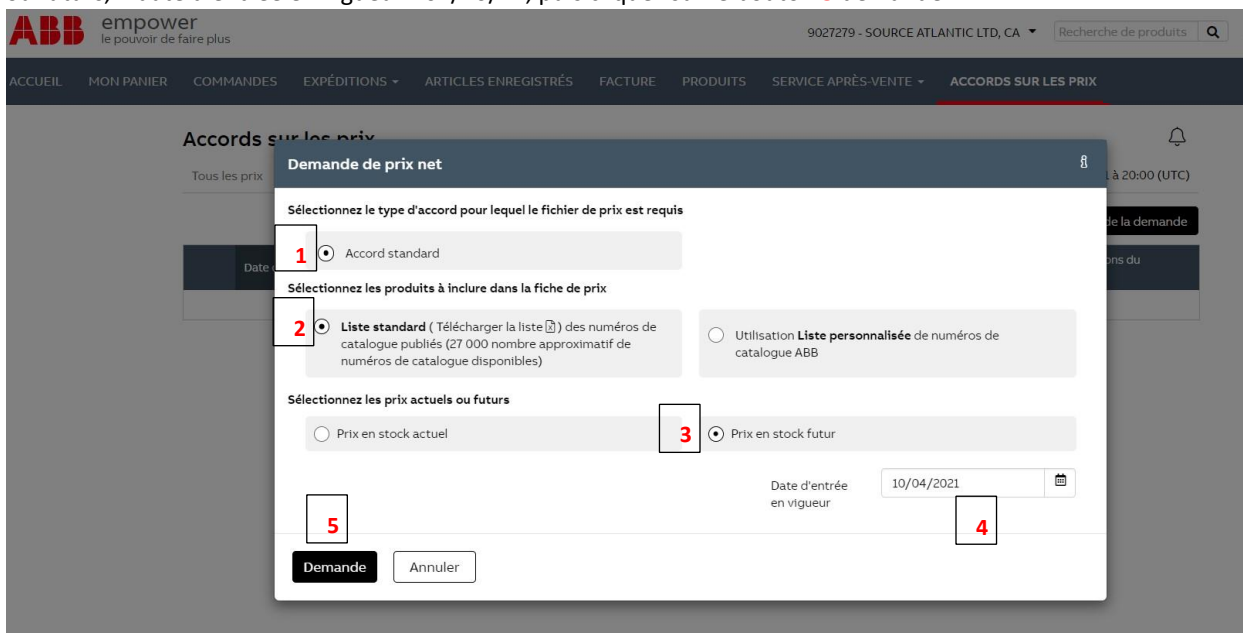 ABB empower
le pouvoir de faire plus
9027279 - SOURCE ATLANTIC LTD, CA
Recherche de produits
ACCUEIL MON PANIER COMMANDES EXPÉDITIONS ARTICLES ENREGISTRÉS FACTURE PRODUITS SERVICE APRÈS-VENTE ACCORDS SUR LES PRIX
Accords sur les prix
Tous les prix
à 20:00 (UTC)
de la demande
Date
ons du
Demande de prix net
Sélectionnez le type d'accord pour lequel le fichier de prix est requis
1 Accord standard
Sélectionnez les produits à inclure dans la fiche de prix
2 Liste standard ( Télécharger la liste ) des numéros de
catalogue publiés (27 000 nombre approximatif de
numéros de catalogue disponibles)
Utilisation Liste personnalisée de numéros de
catalogue ABB
Sélectionnez les prix actuels ou futurs
Prix en stock actuel
3 Prix en stock futur
Date d'entrée
en vigueur
10/04/2021
4
5
Demande Annuler